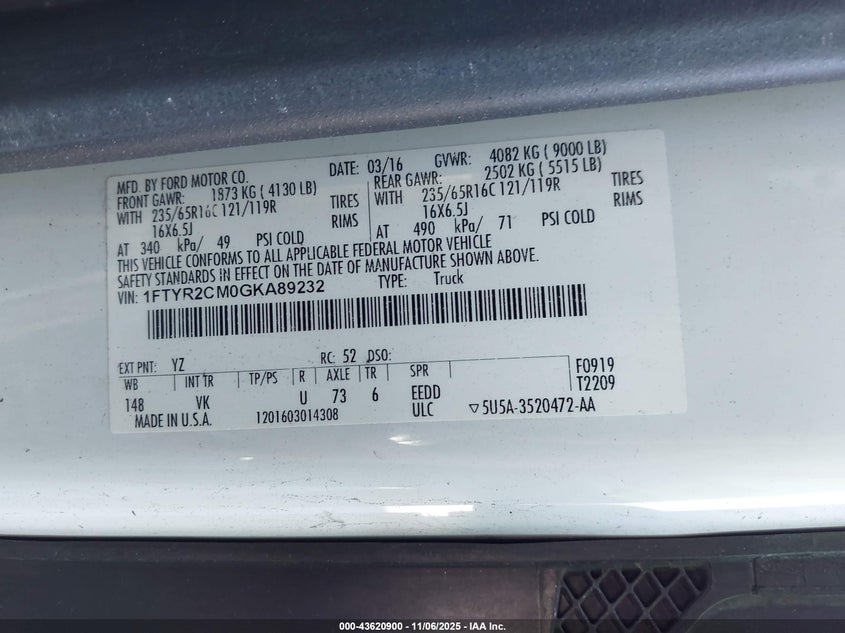 MFD. BY FORD MOTOR CO.
DATE: 03/16 GVWR: 4082 KG ( 9000 LB)
FRONT GAWR: 1873 KG ( 4130 LB)
WITH 235/65R16C 121/119R TIRES
16X6.5J RIMS
AT 340 kPa/ 49 PSI COLD
REAR GAWR: 2502 KG ( 5515 LB)
WITH 235/65R16C 121/119R TIRES
16X6.5J RIMS
AT 490 kPa/ 71 PSI COLD
THIS VEHICLE CONFORMS TO ALL APPLICABLE FEDERAL MOTOR VEHICLE
SAFETY STANDARDS IN EFFECT ON THE DATE OF MANUFACTURE SHOWN ABOVE.
VIN: 1FTYR2CM0GKA89232 TYPE: Truck
EXT PNT: YZ RC: 52 DSO:
WB INT TR TP/PS R AXLE TR SPR
148 VK U 73 6 EEDD
MADE IN U.S.A. 1201603014308 ULC
F0919
T2209
▽5U5A-3520472-AA
000-43620900 - 11/06/2025 - IAA Inc.